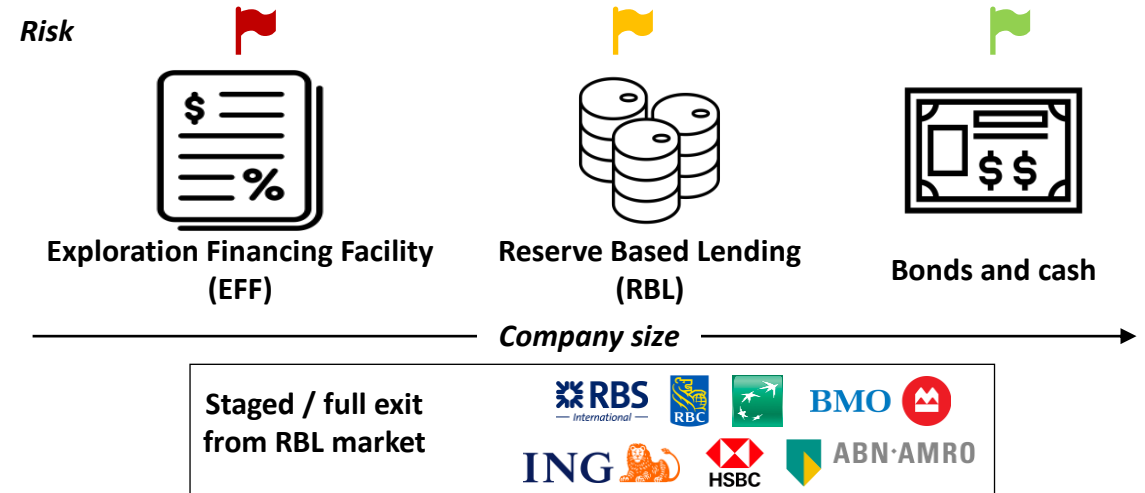 Risk
$
%
$ $
Exploration Financing Facility
(EFF)
Reserve Based Lending
(RBL)
Bonds and cash
Company size
Staged / full exit
from RBL market
RBS
International
RBC
BMO
ING
HSBC
ABN·AMRO